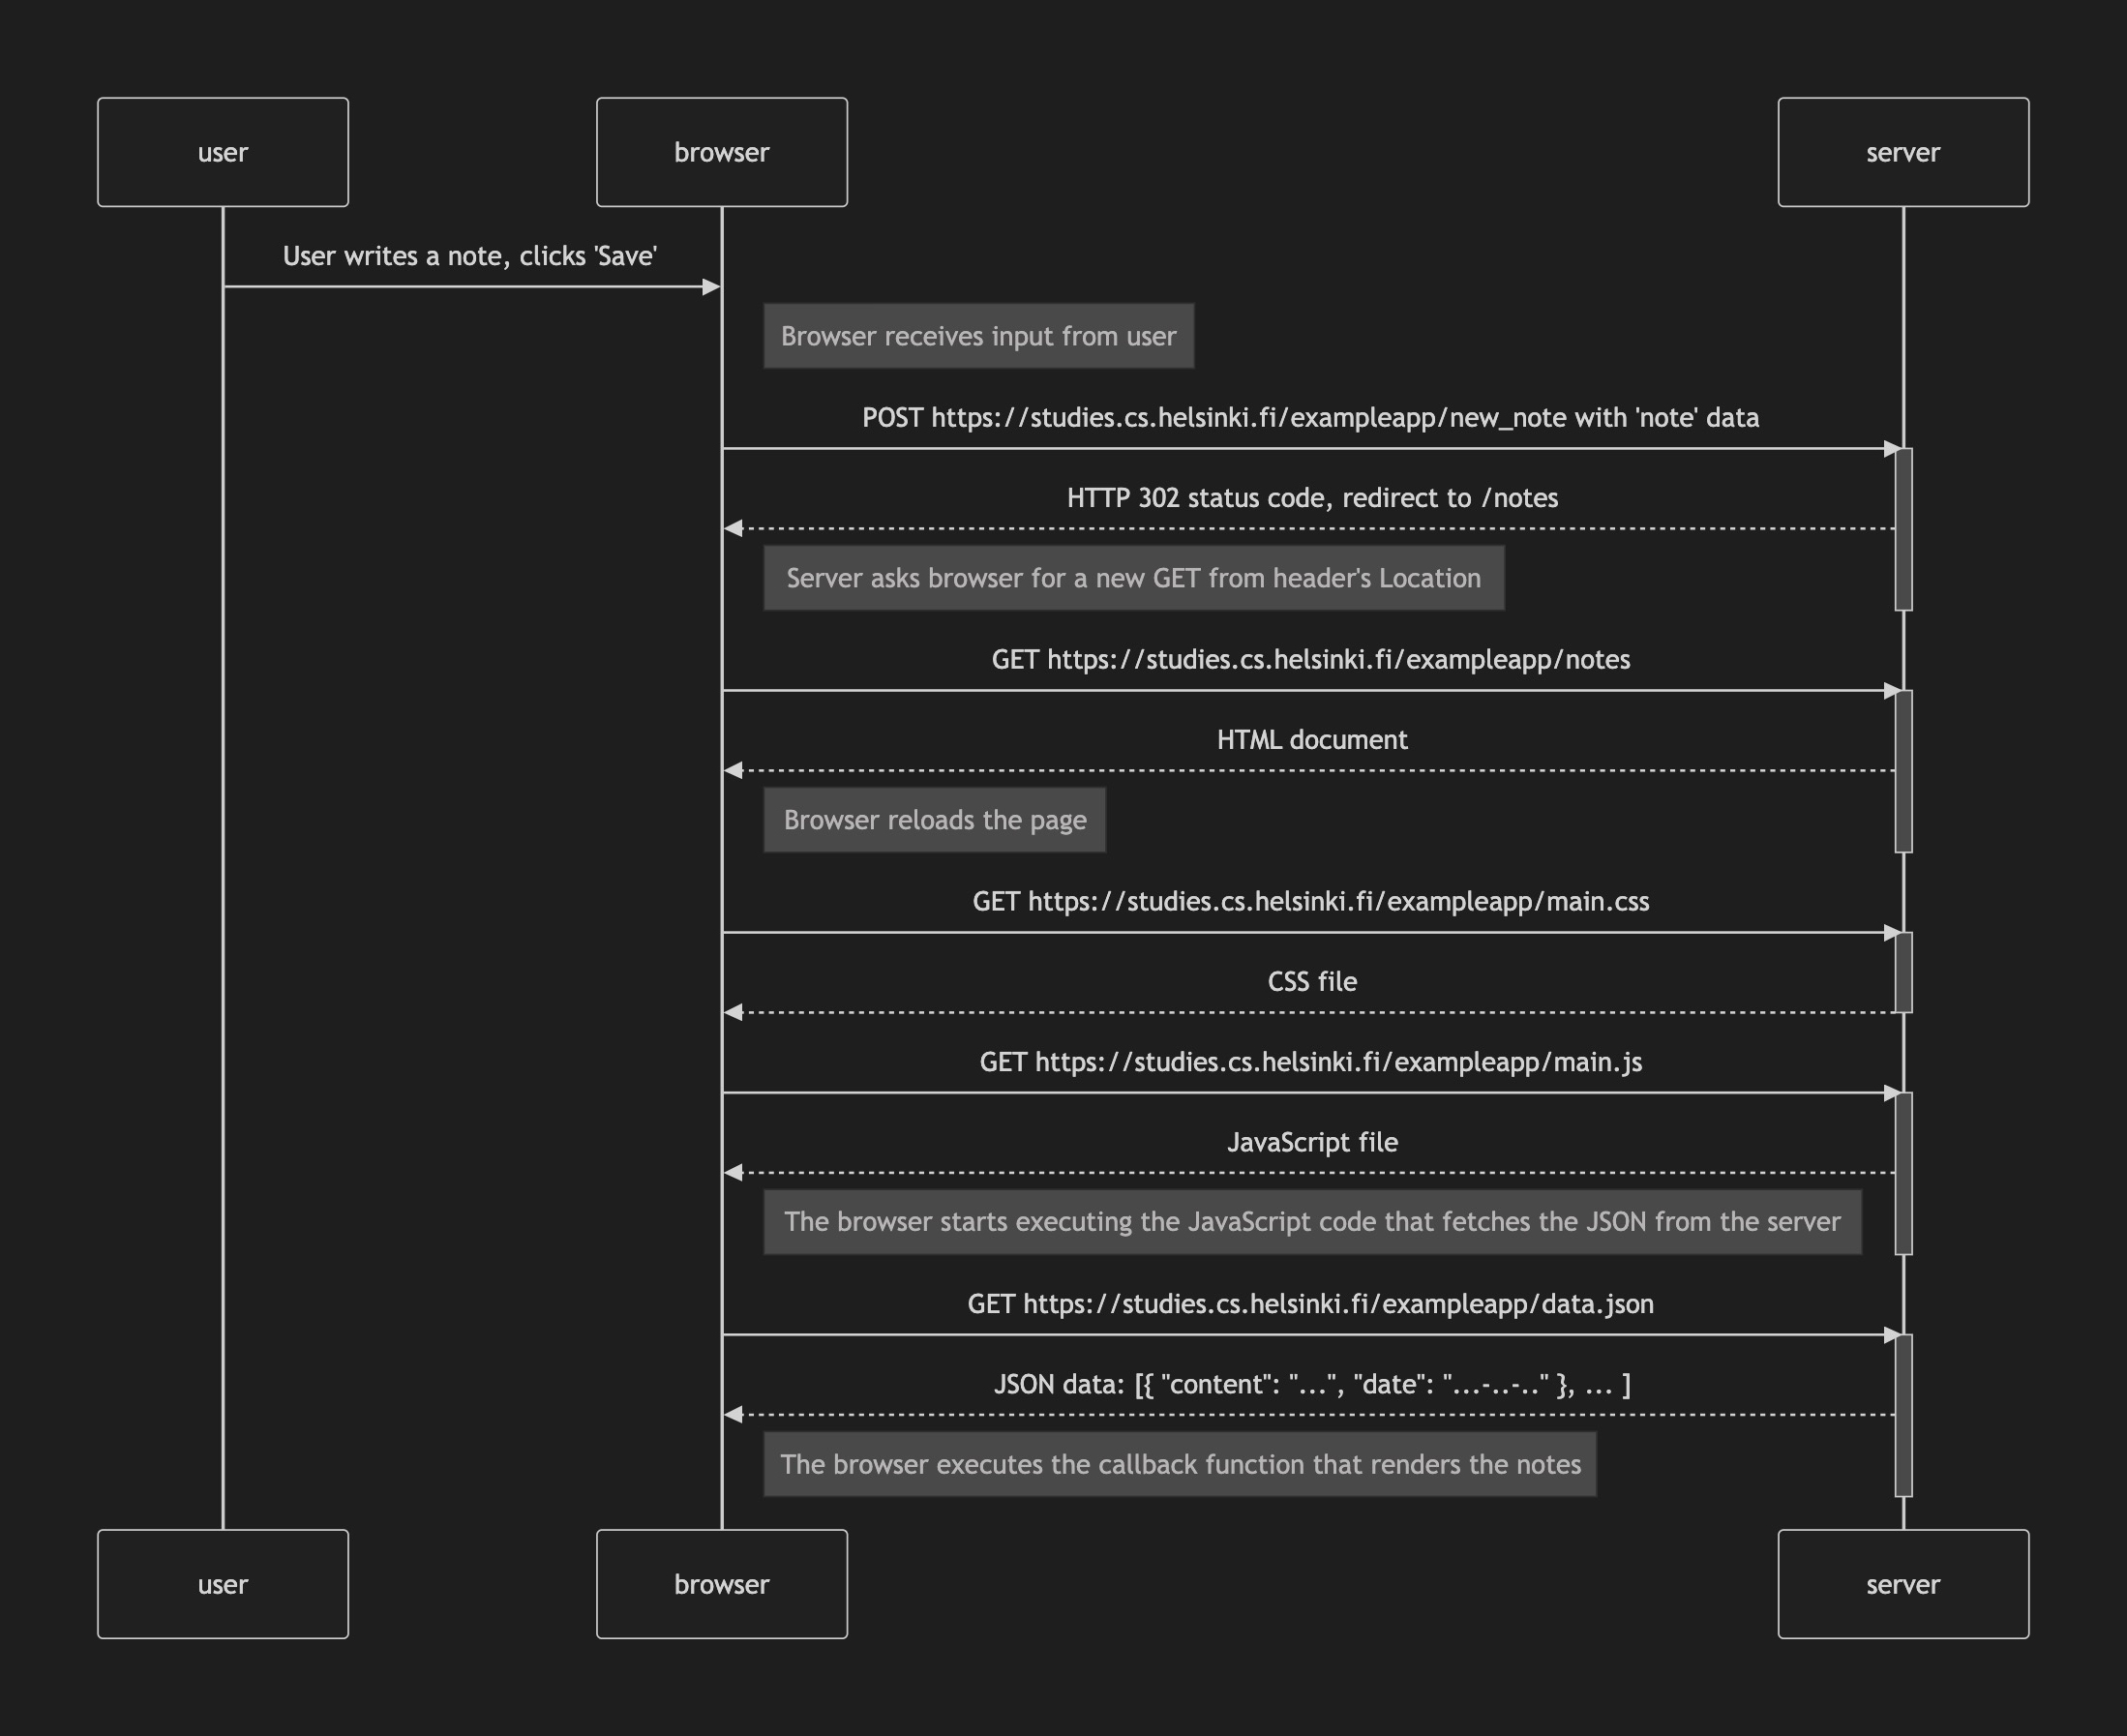 user
browser
server
User writes a note, clicks 'Save'
Browser receives input from user
POST https://studies.cs.helsinki.fi/exampleapp/new_note with 'note' data
HTTP 302 status code, redirect to /notes
Server asks browser for a new GET from header's Location
GET https://studies.cs.helsinki.fi/exampleapp/notes
HTML document
Browser reloads the page
GET https://studies.cs.helsinki.fi/exampleapp/main.css
CSS file
GET https://studies.cs.helsinki.fi/exampleapp/main.js
JavaScript file
The browser starts executing the JavaScript code that fetches the JSON from the server
GET https://studies.cs.helsinki.fi/exampleapp/data.json
JSON data: [{ "content": "...", "date": "...-..-.." }, ... ]
The browser executes the callback function that renders the notes
user
browser
server